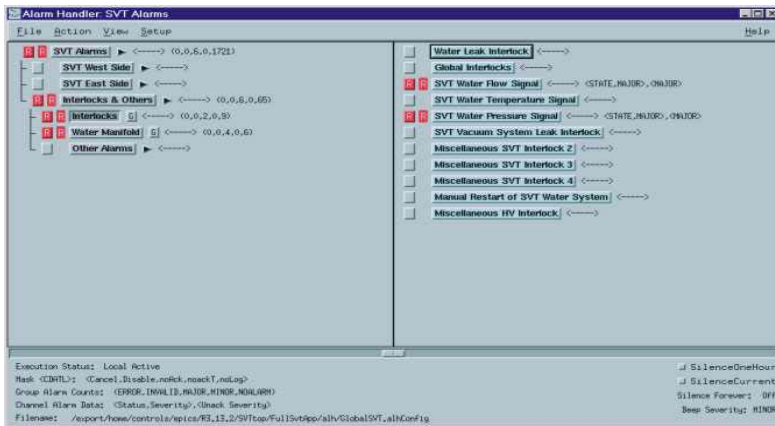 Alarm Handler: SVT Alarms
File Action View Setup Help
SVT Alarms <-----> (0,0,6,0,1721)
SVT West Side <----->
SVT East Side <----->
Interlocks & Others <-----> (0,0,6,0,65)
R R Interlocks G <-----> (0,0,2,0,9)
R R Water Manifold G <-----> (0,0,4,0,6)
Other Alarms <----->
Water Leak Interlock <----->
Global Interlocks <----->
R R SVT Water Flow Signal <-----> <STATE,MAJOR>,<MAJOR>
SVT Water Temperature Signal <----->
R R SVT Water Pressure Signal <-----> <STATE,MAJOR>,<MAJOR>
SVT Vacuum System Leak Interlock <----->
Miscellaneous SVT Interlock 2 <----->
Miscellaneous SVT Interlock 3 <----->
Miscellaneous SVT Interlock 4 <----->
Manual Restart of SVT Water System <----->
Miscellaneous HV Interlock <----->
Execution Status: Local Active
Mask <CDATL>: <Cancel,Disable,noAck,noackT,noLog>
Group Alarm Counts: (ERROR,INVALID,MAJOR,MINOR,NOALARM)
Channel Alarm Data: <Status,Severity>,<Unack Severity>
Filename: /export/home/controls/epics/R3.13.2/SVTtop/FullSvtApp/alh/GlobalSVT.alhConfig
SilenceOneHour
SilenceCurrent
Silence Forever: OFF
Beep Severity: MINOR